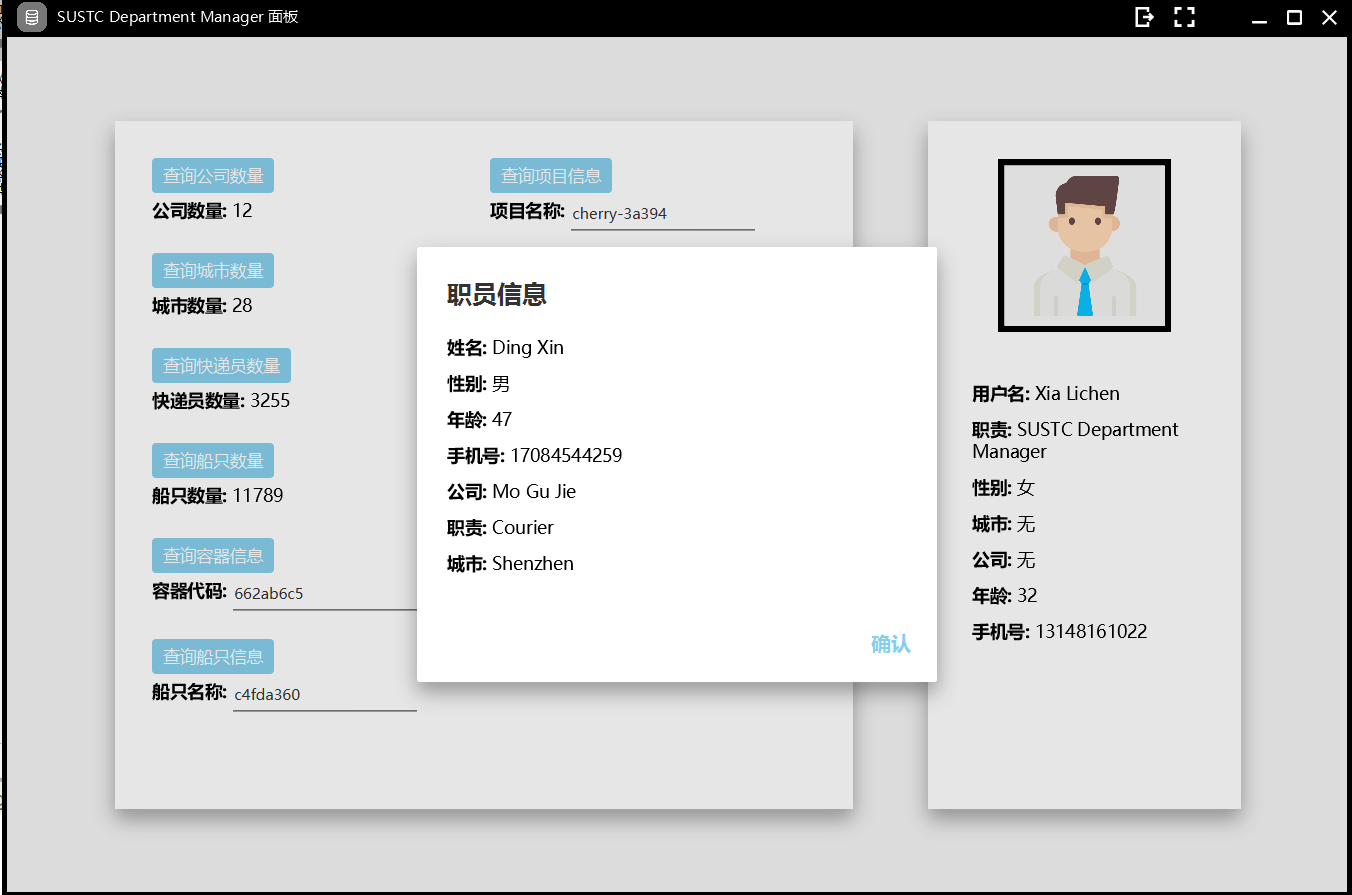 SUSTC Department Manager 面板
查询公司数量
公司数量: 12
查询城市数量
城市数量: 28
查询快递员数量
快递员数量: 3255
查询船只数量
船只数量: 11789
查询容器信息
容器代码: 662ab6c5
查询船只信息
船只名称: c4fda360
查询项目信息
项目名称: cherry-3a394
职员信息
姓名: Ding Xin
性别: 男
年龄: 47
手机号: 17084544259
公司: Mo Gu Jie
职责: Courier
城市: Shenzhen
确认
用户名: Xia Lichen
职责: SUSTC Department
Manager
性别: 女
城市: 无
公司: 无
年龄: 32
手机号: 13148161022